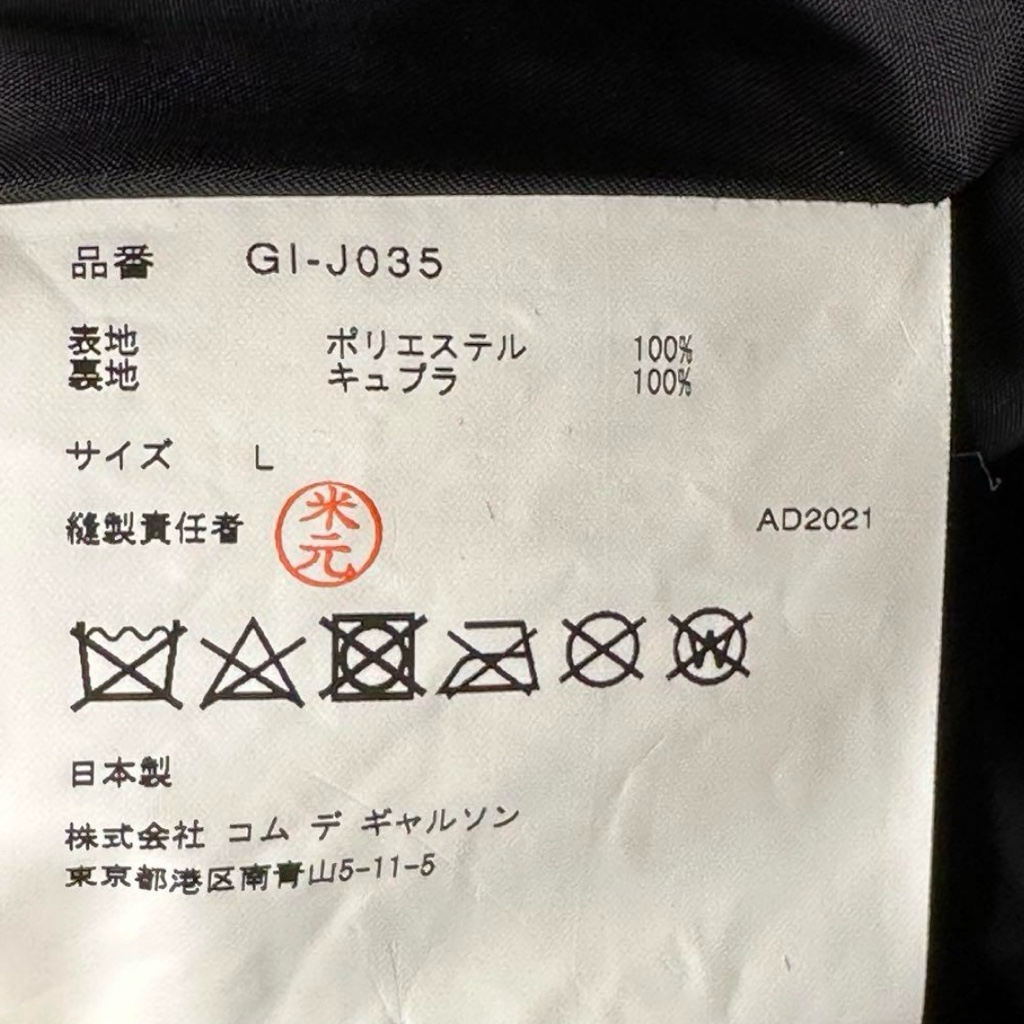 品番 GI-J035
表地 ポリエステル 100%
裏地 キュプラ 100%
サイズ L
縫製責任者 米元 AD2021
W
日本製
株式会社 コム デ ギャルソン
東京都港区南青山5-11-5